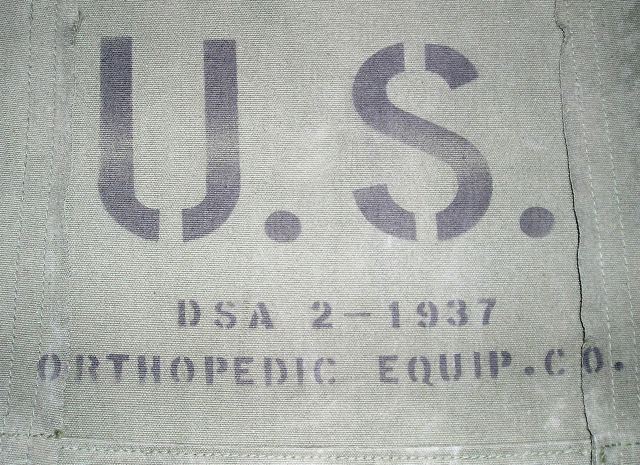 U.S.
DSA 2-1937
ORTHOPEDIC EQUIP.CO.